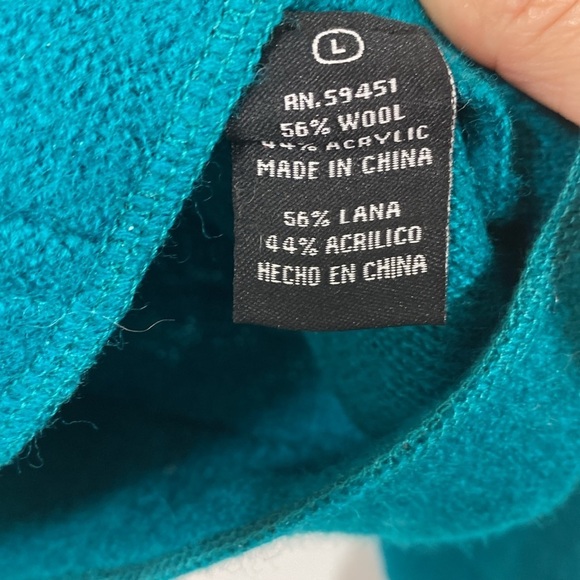 L
RN.59451
56% WOOL
44% ACRYLIC
MADE IN CHINA
56% LANA
44% ACRILICO
HECHO EN CHINA